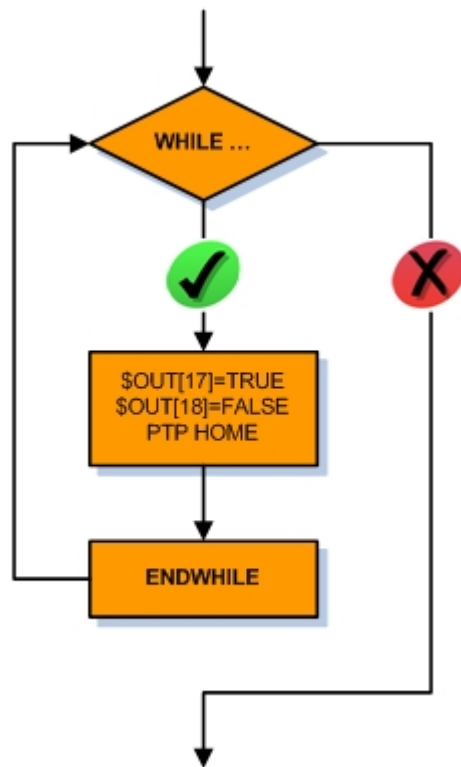 WHILE ...
$OUT[17]=TRUE
$OUT[18]=FALSE
PTP HOME
ENDWHILE